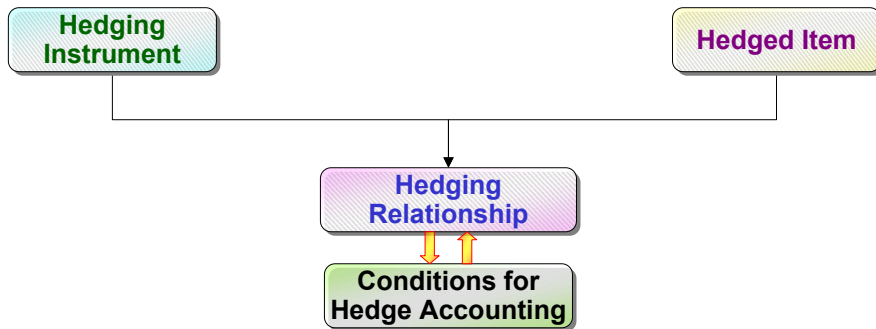 Hedging
Instrument
Hedged Item
Hedging
Relationship
Conditions for
Hedge Accounting